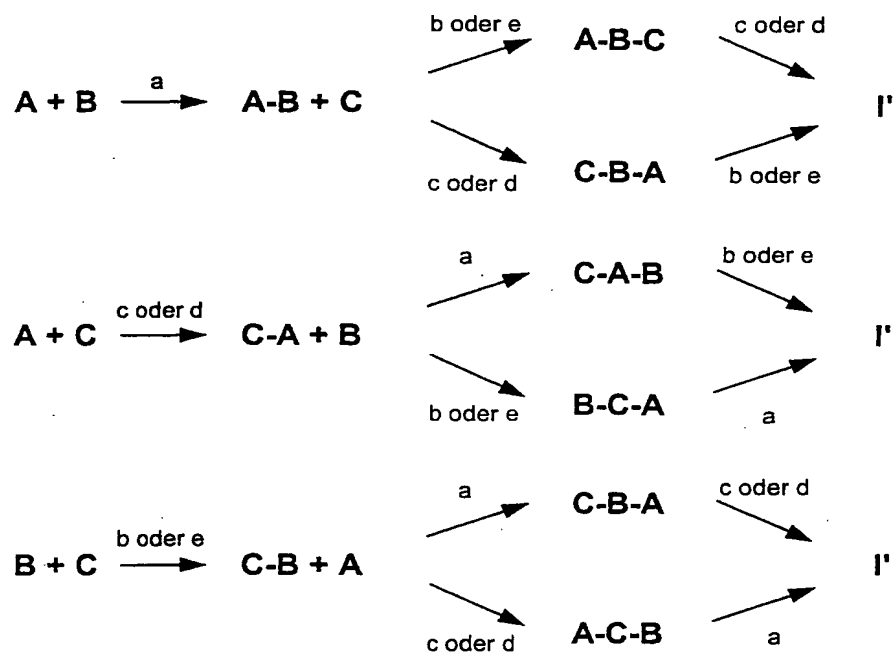 b oder e A-B-C c oder d
A + B a A-B + C I'
c oder d C-B-A b oder e
a C-A-B b oder e
A + C c oder d C-A + B I'
b oder e B-C-A a
a C-B-A c oder d
B + C b oder e C-B + A I'
c oder d A-C-B a